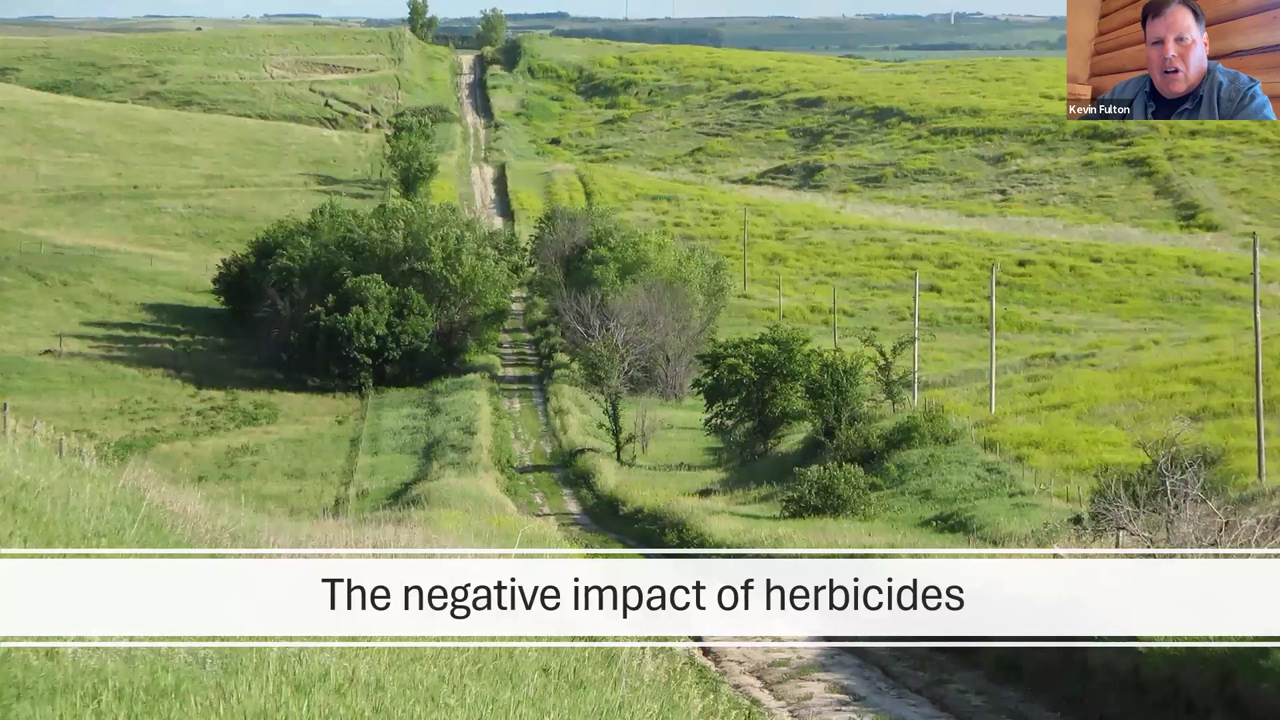 Kevin Fulton
The negative impact of herbicides